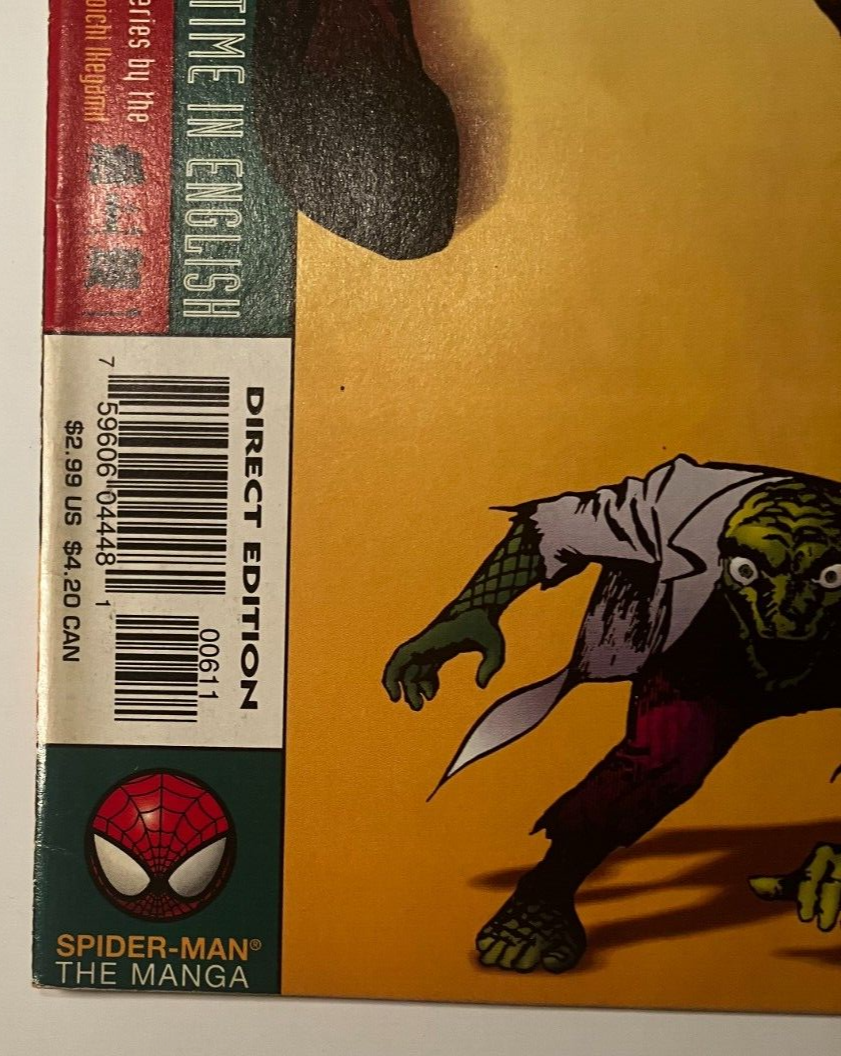 TIME IN ENGLISH
eries by the
oichi Ikegami
DIRECT EDITION
00611
7 59606 04448 1
$2.99 US $4.20 CAN
SPIDER-MAN®
THE MANGA